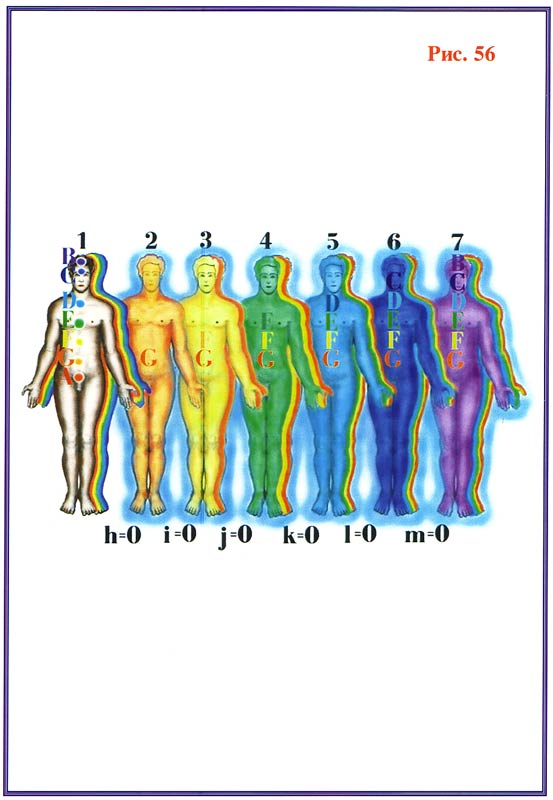 Рис. 56
1 2 3 4 5 6 7
B B
C C C
D D D D
E E E E E
F F F F F F
G G G G G G G
A
h=0 i=0 j=0 k=0 l=0 m=0